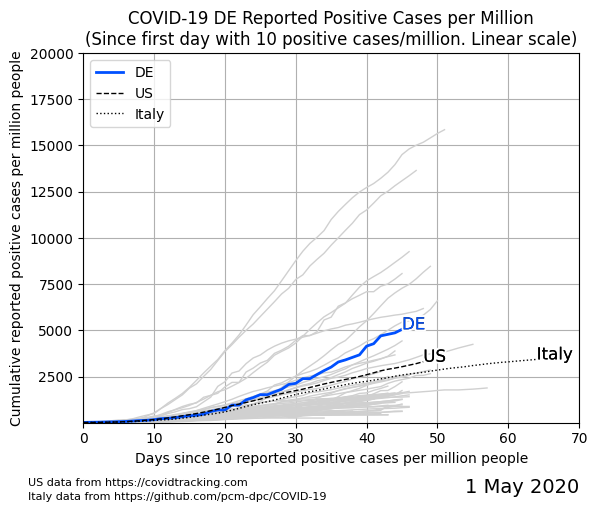 COVID-19 DE Reported Positive Cases per Million
(Since first day with 10 positive cases/million. Linear scale)
Cumulative reported positive cases per million people
20000
17500
15000
12500
10000
7500
5000
2500
DE
US
Italy
DE
US
Italy
0 10 20 30 40 50 60 70
Days since 10 reported positive cases per million people
US data from https://covidtracking.com
Italy data from https://github.com/pcm-dpc/COVID-19
1 May 2020